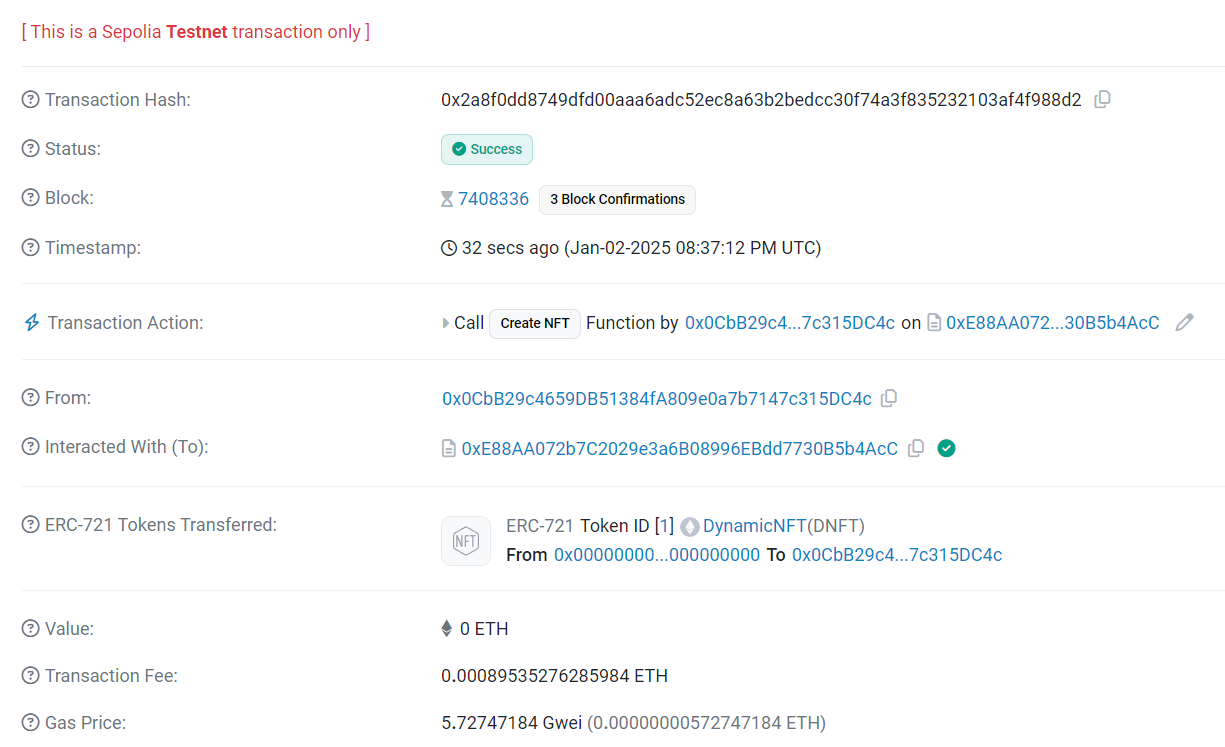 [ This is a Sepolia Testnet transaction only ]
Transaction Hash: 0x2a8f0dd8749dfd00aaa6adc52ec8a63b2bedcc30f74a3f835232103af4f988d2
Status: Success
Block: 7408336 3 Block Confirmations
Timestamp: 32 secs ago (Jan-02-2025 08:37:12 PM UTC)
Transaction Action: Call Create NFT Function by 0x0CbB29c4...7c315DC4c on 0xE88AA072...30B5b4AcC
From: 0x0CbB29c4659DB51384fA809e0a7b7147c315DC4c
Interacted With (To): 0xE88AA072b7C2029e3a6B08996EBdd7730B5b4AcC
ERC-721 Tokens Transferred: NFT ERC-721 Token ID [1] DynamicNFT(DNFT)
From 0x00000000...000000000 To 0x0CbB29c4...7c315DC4c
Value: 0 ETH
Transaction Fee: 0.00089535276285984 ETH
Gas Price: 5.72747184 Gwei (0.00000000572747184 ETH)